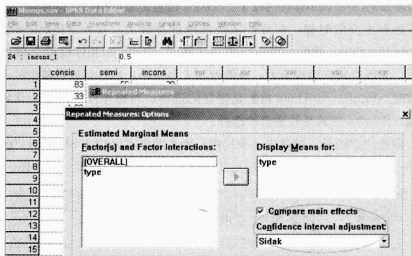 SPSS Data Editor
File Edit View Data Transform Analyze Graphs Utilities Window Help
24 : incons_1 0.5
consis semi incons var var var var var
1 83
2 33
3
4
5
6
7
8
9
10
11
12
13
14
15
Repeated Measures
Repeated Measures: Options
Estimated Marginal Means
Factor(s) and Factor Interactions:
(OVERALL)
type
Display Means for:
type
Compare main effects
Confidence interval adjustment:
Sidak